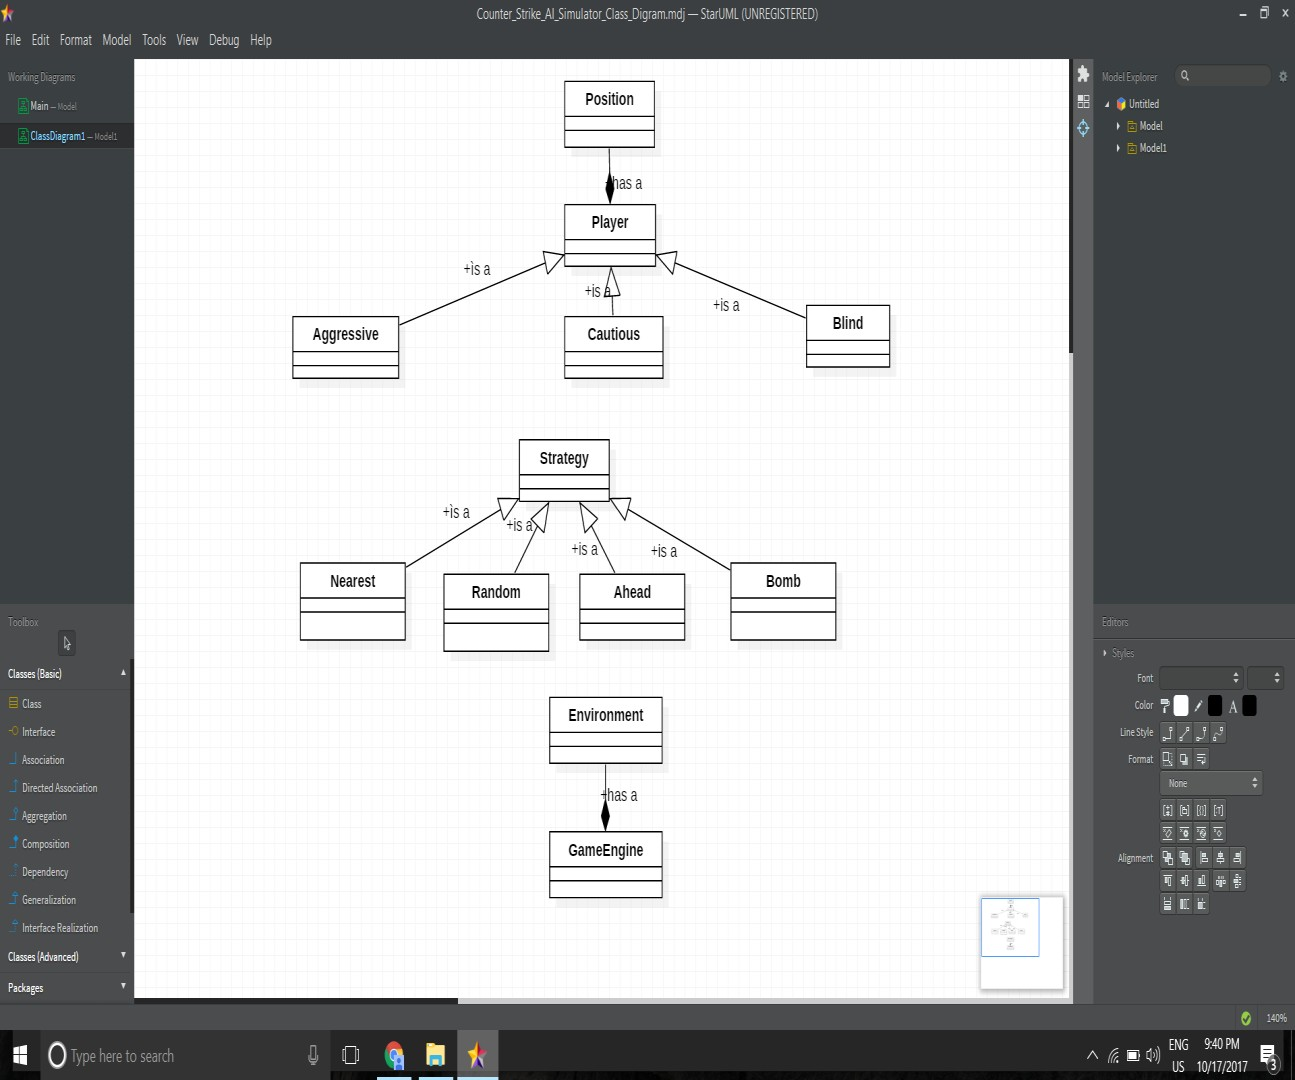 Counter_Strike_AI_Simulator_Class_Digram.mdj — StarUML (UNREGISTERED)
File Edit Format Model Tools View Debug Help
Working Diagrams
Main — Model
ClassDiagram1 — Model1
Position
+has a
Player
+is a
+is a
+is a
Aggressive
Cautious
Blind
Strategy
+is a
+is a
+is a
+is a
Nearest
Random
Ahead
Bomb
Environment
+has a
GameEngine
Toolbox
Classes (Basic)
Class
Interface
Association
Directed Association
Aggregation
Composition
Dependency
Generalization
Interface Realization
Classes (Advanced)
Packages
Model Explorer
Untitled
Model
Model1
Editors
Styles
Font
Color
A
Line Style
Format
None
Alignment
140%
Type here to search
ENG
US
9:40 PM
10/17/2017
3